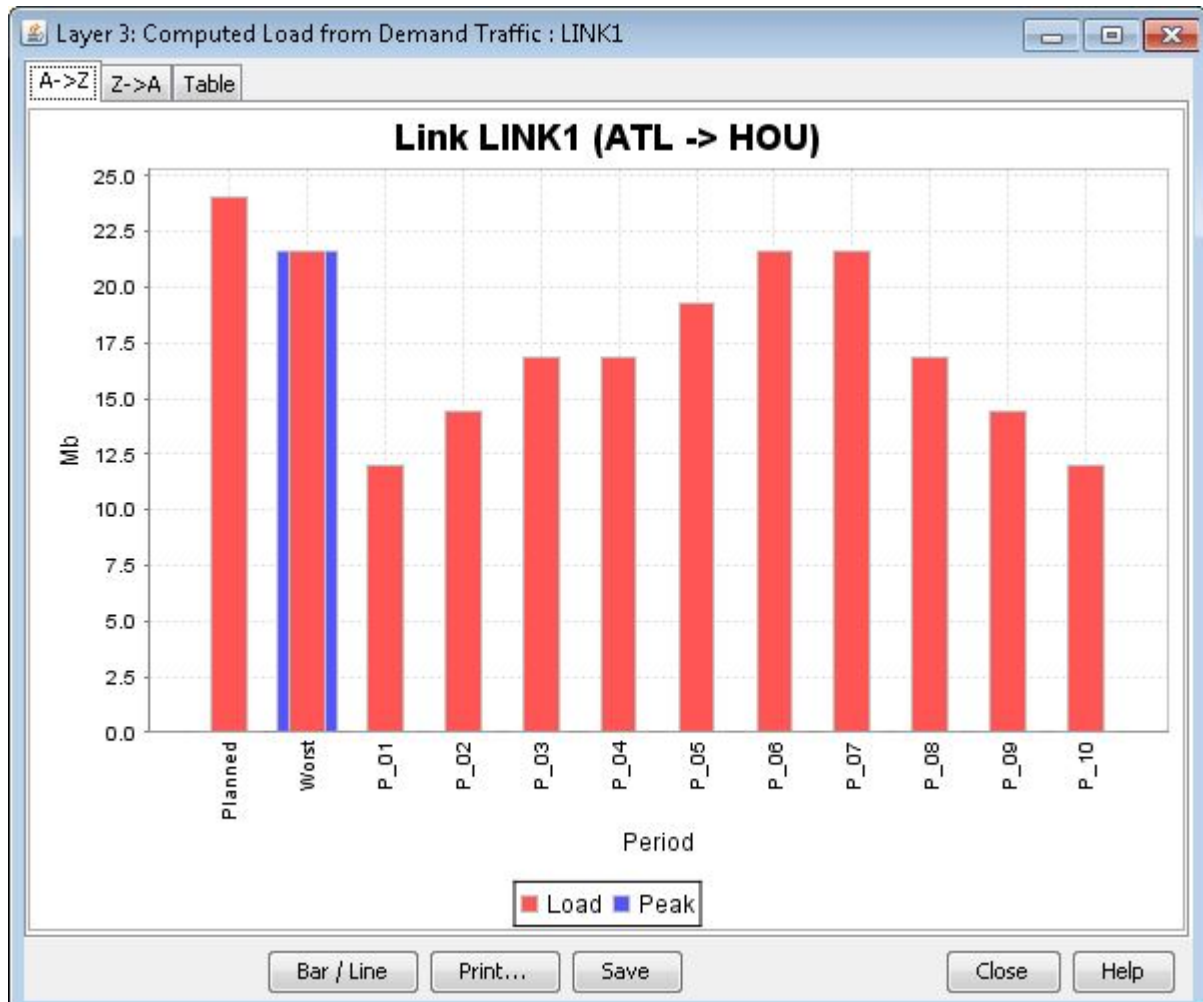 Layer 3: Computed Load from Demand Traffic : LINK1
A->Z Z->A Table
Link LINK1 (ATL -> HOU)
25.0
22.5
20.0
17.5
15.0
12.5
10.0
7.5
5.0
2.5
0.0
Mb
Planned
Worst
P_01
P_02
P_03
P_04
P_05
P_06
P_07
P_08
P_09
P_10
Period
Load Peak
Bar / Line Print... Save Close Help